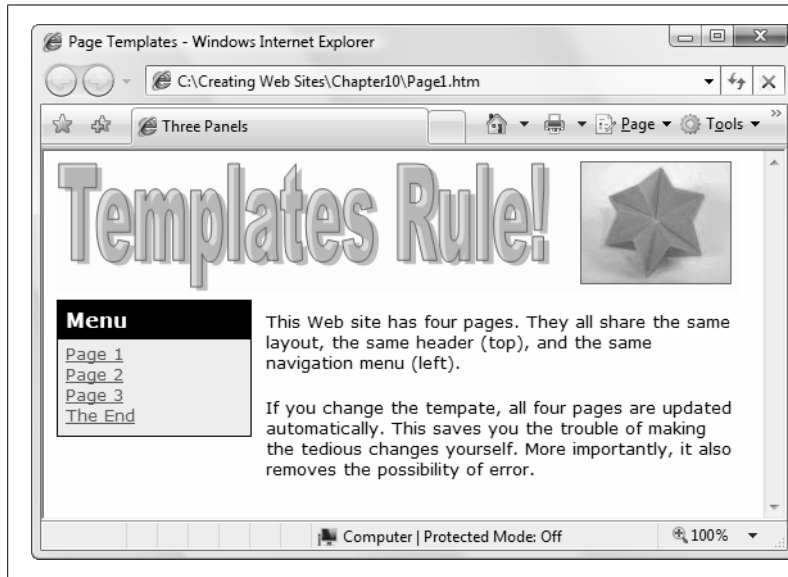 Page Templates - Windows Internet Explorer
C:\Creating Web Sites\Chapter10\Page1.htm
Three Panels
Page
Tools
Templates Rule!
Menu
Page 1
Page 2
Page 3
The End
This Web site has four pages. They all share the same
layout, the same header (top), and the same
navigation menu (left).
If you change the tempate, all four pages are updated
automatically. This saves you the trouble of making
the tedious changes yourself. More importantly, it also
removes the possibility of error.
Computer | Protected Mode: Off
100%